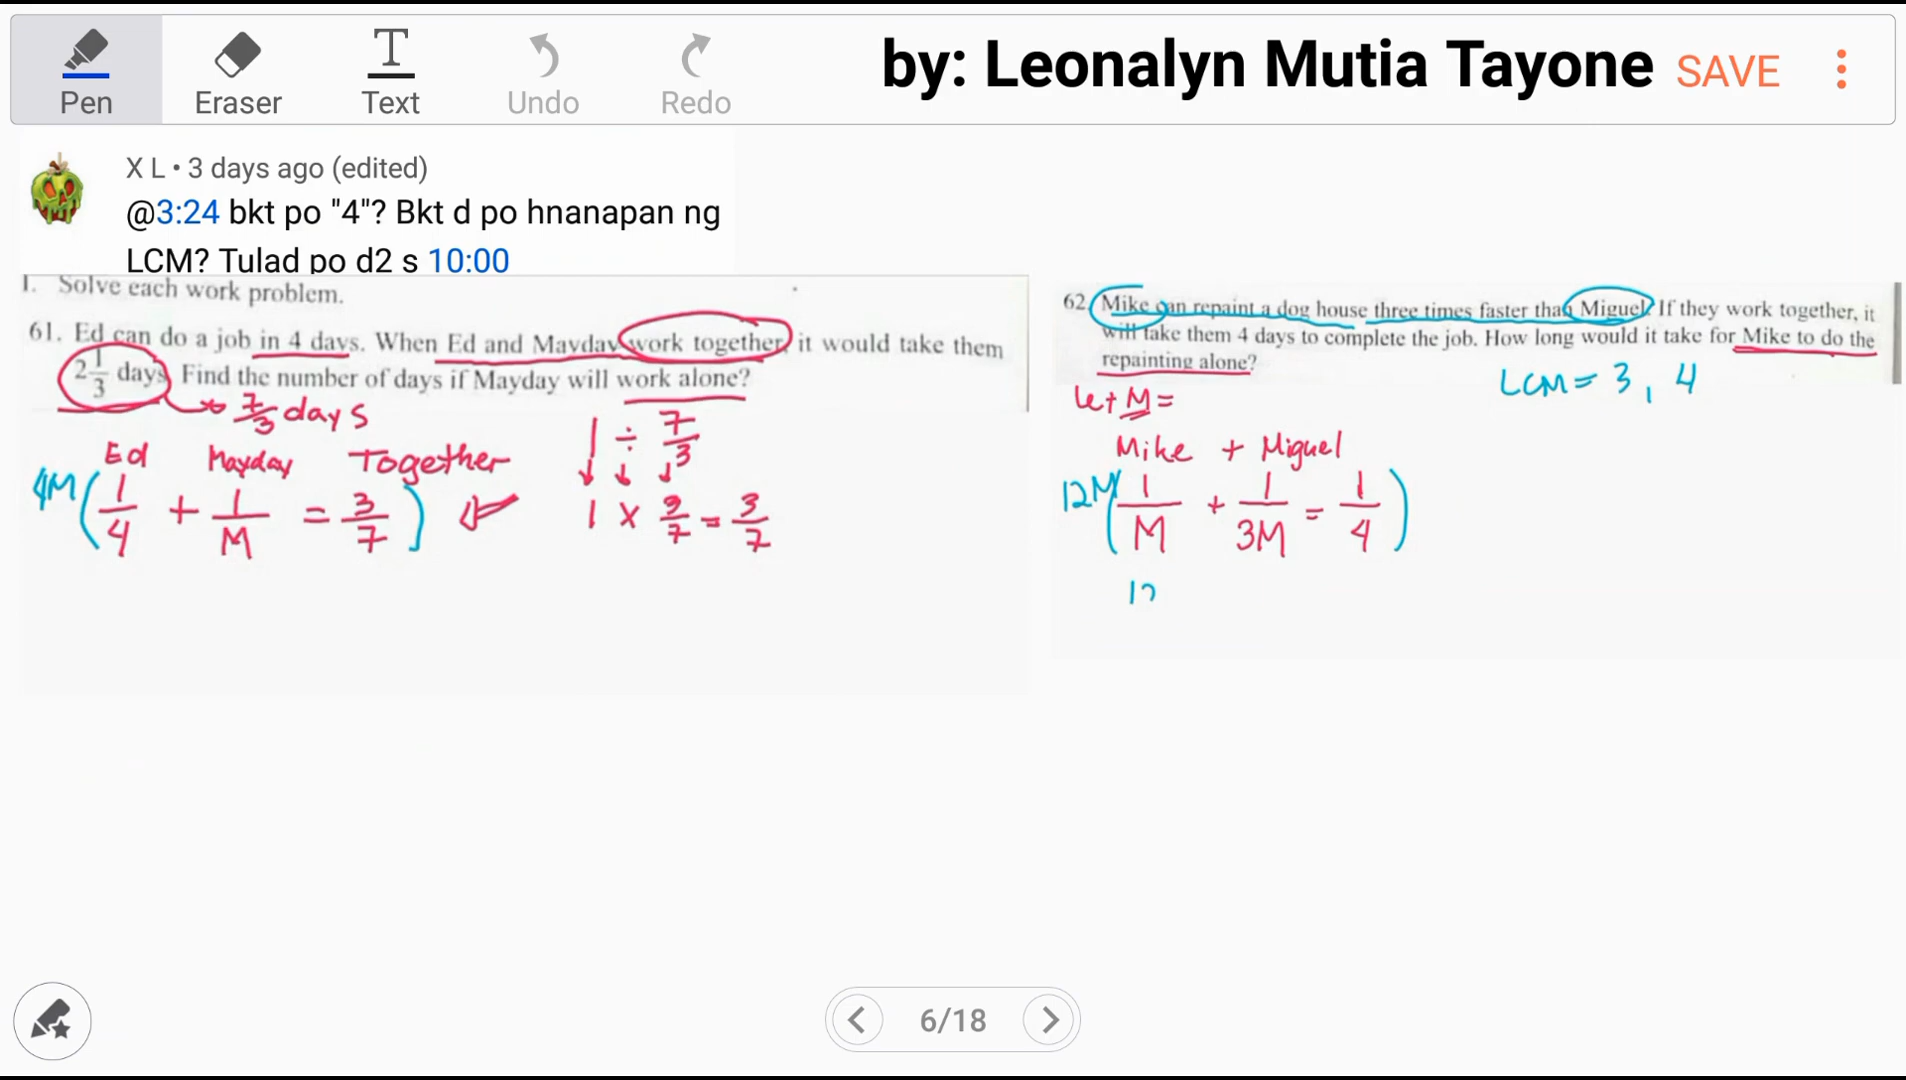 Pen
Eraser
T
Text
Undo
Redo
by: Leonalyn Mutia Tayone
SAVE
X L • 3 days ago (edited)
@3:24 bkt po "4"? Bkt d po hnanapan ng
LCM? Tulad po d2 s 10:00
I. Solve each work problem.
61. Ed can do a job in 4 days. When Ed and Mayday work together, it would take them
2 1/3 days. Find the number of days if Mayday will work alone?
7/3 days
1 ÷ 7/3
Ed Mayday Together
4M ( 1/4 + 1/M = 3/7 )
1 x 3/7 = 3/7
62. Mike can repaint a dog house three times faster than Miguel. If they work together, it
will take them 4 days to complete the job. How long would it take for Mike to do the
repainting alone?
LCM = 3, 4
let M =
Mike + Miguel
12M ( 1/M + 1/3M = 1/4 )
12
6/18